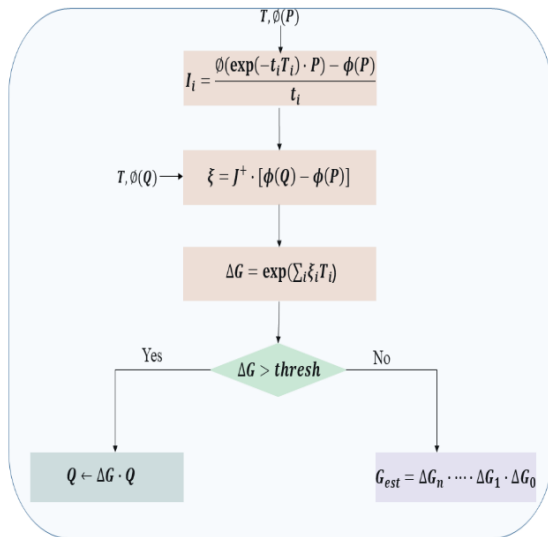 T, ∅(P)
I_i = (∅(exp(−t_i T_i) · P) − ϕ(P)) / t_i
T, ∅(Q)
ξ = J⁺ · [ϕ(Q) − ϕ(P)]
ΔG = exp(∑_i ξ_i T_i)
Yes
ΔG > thresh
No
Q ← ΔG · Q
G_est = ΔG_n · ⋯ · ΔG_1 · ΔG_0